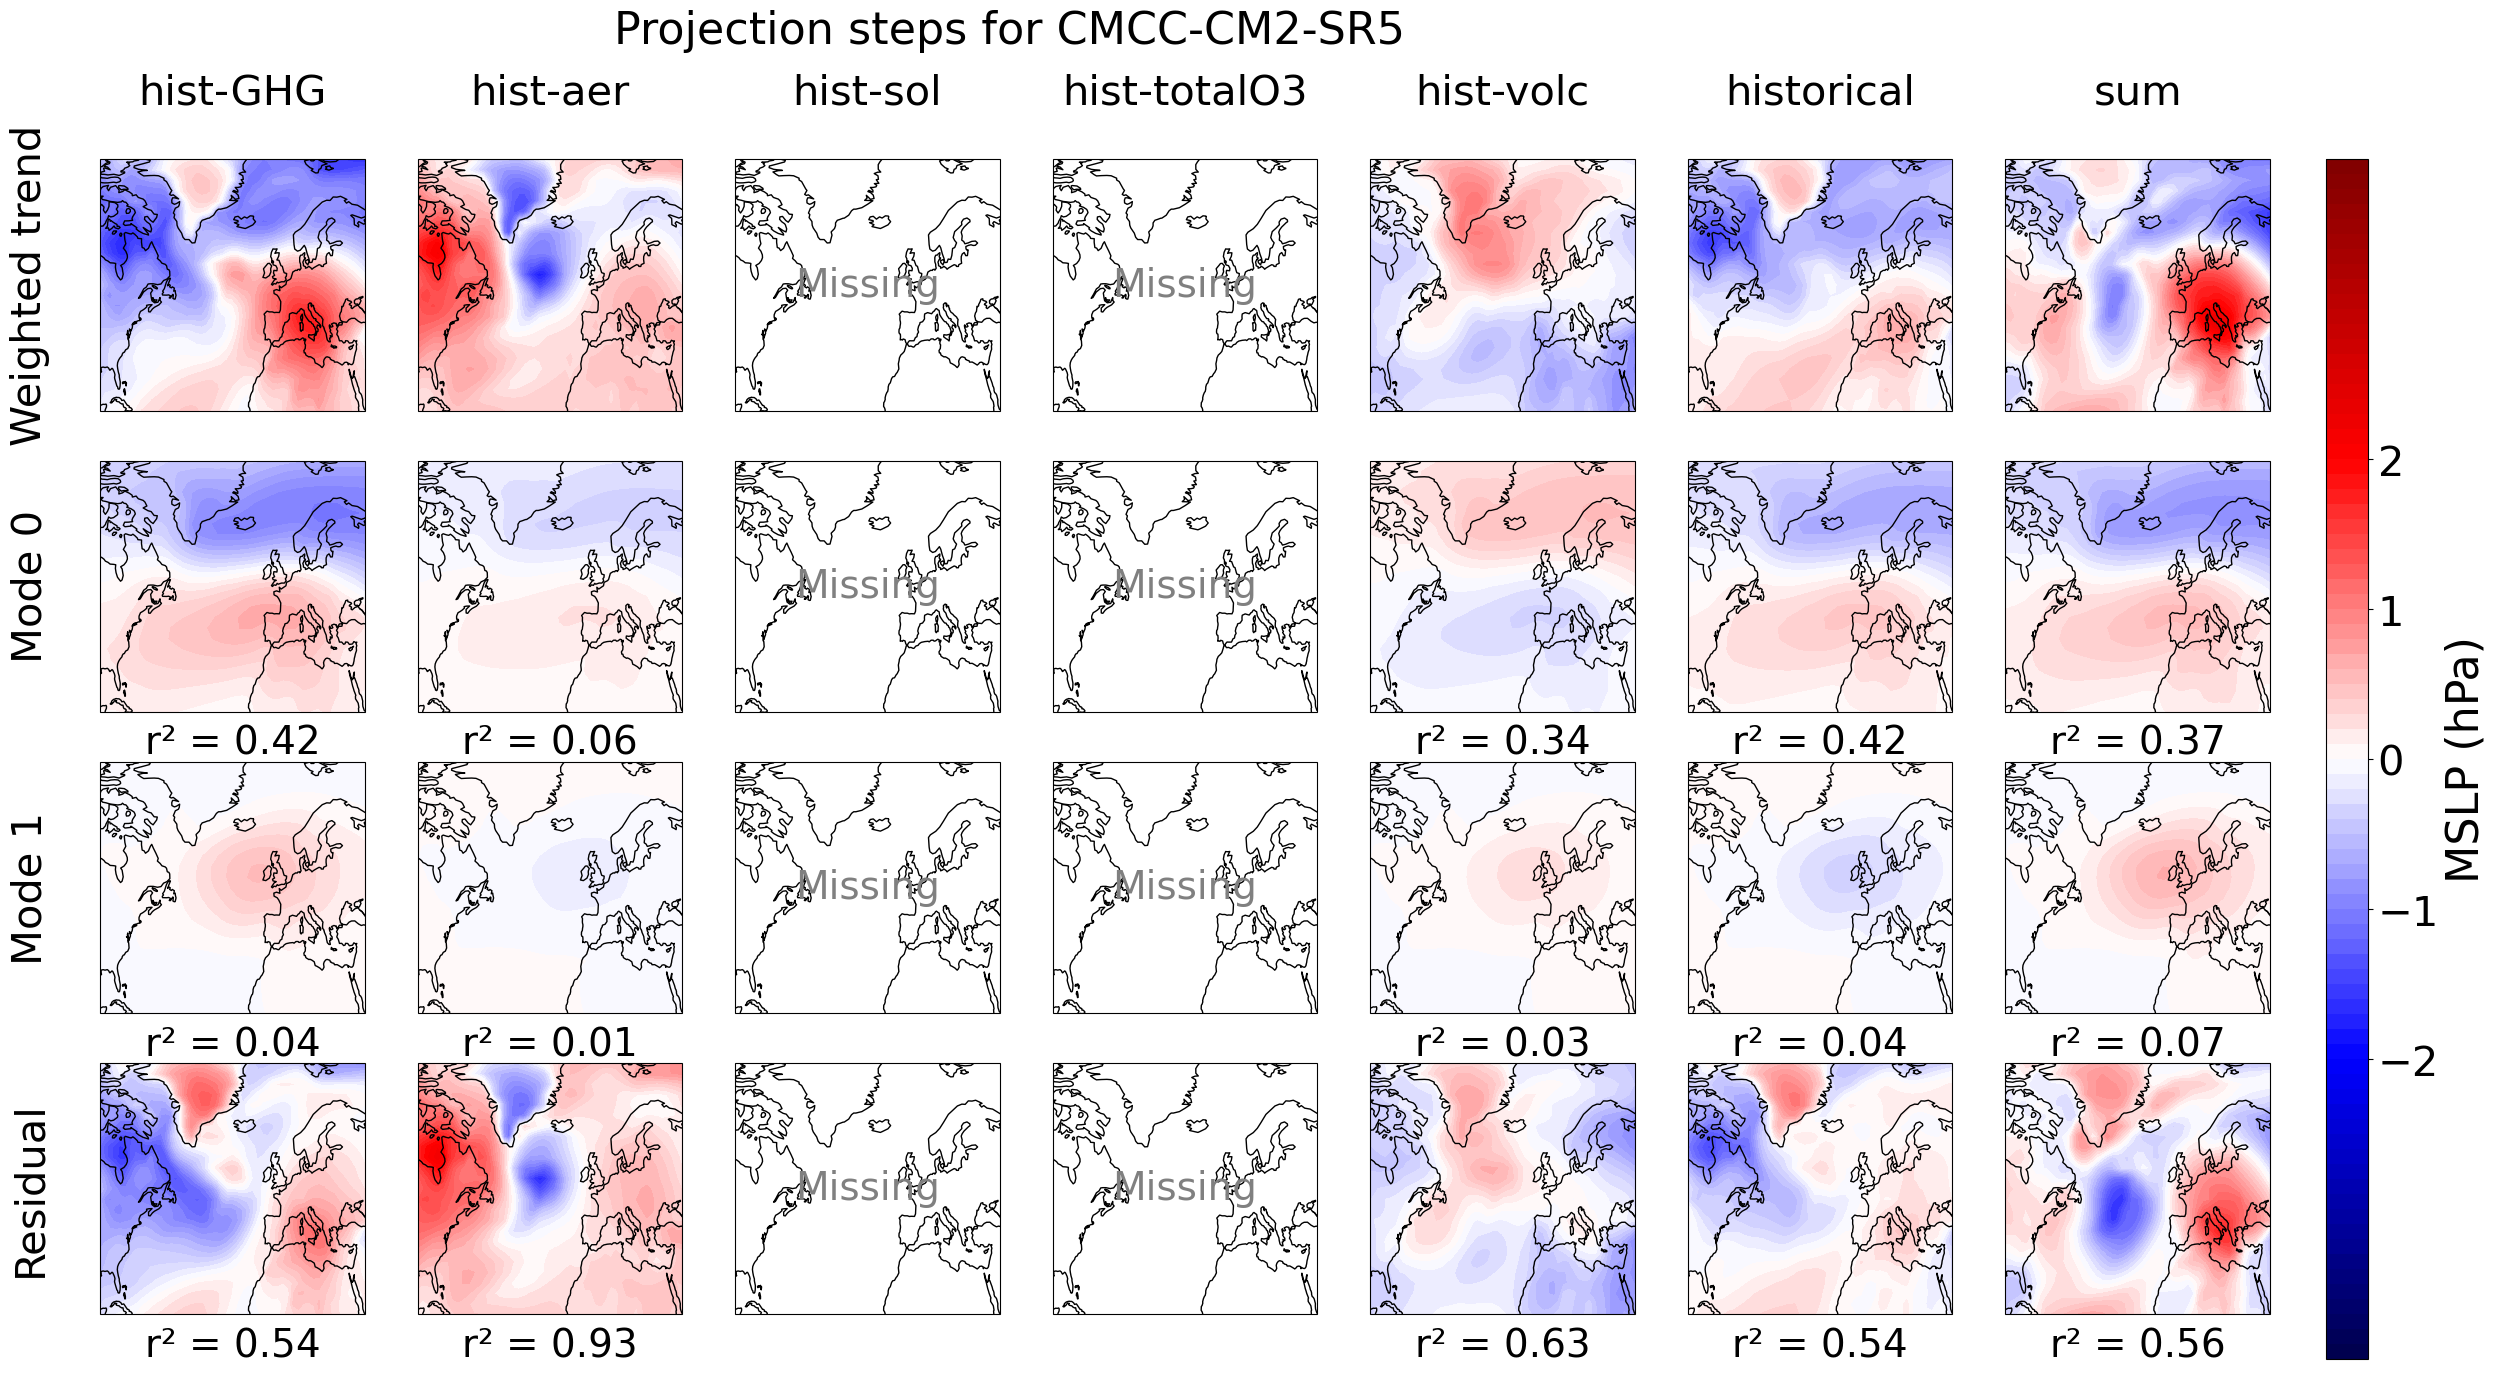 Projection steps for CMCC-CM2-SR5
hist-GHG hist-aer hist-sol hist-totalO3 hist-volc historical sum
Weighted trend
Missing Missing
Mode 0
Missing Missing
r² = 0.42 r² = 0.06 r² = 0.34 r² = 0.42 r² = 0.37
Mode 1
Missing Missing
r² = 0.04 r² = 0.01 r² = 0.03 r² = 0.04 r² = 0.07
Residual
Missing Missing
r² = 0.54 r² = 0.93 r² = 0.63 r² = 0.54 r² = 0.56
2
1
0
−1
−2
MSLP (hPa)